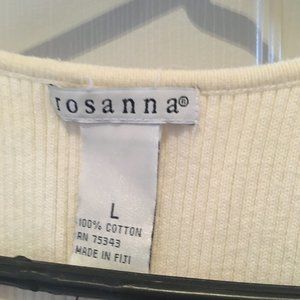 rosanna®
L
100% COTTON
RN 75343
MADE IN FIJI